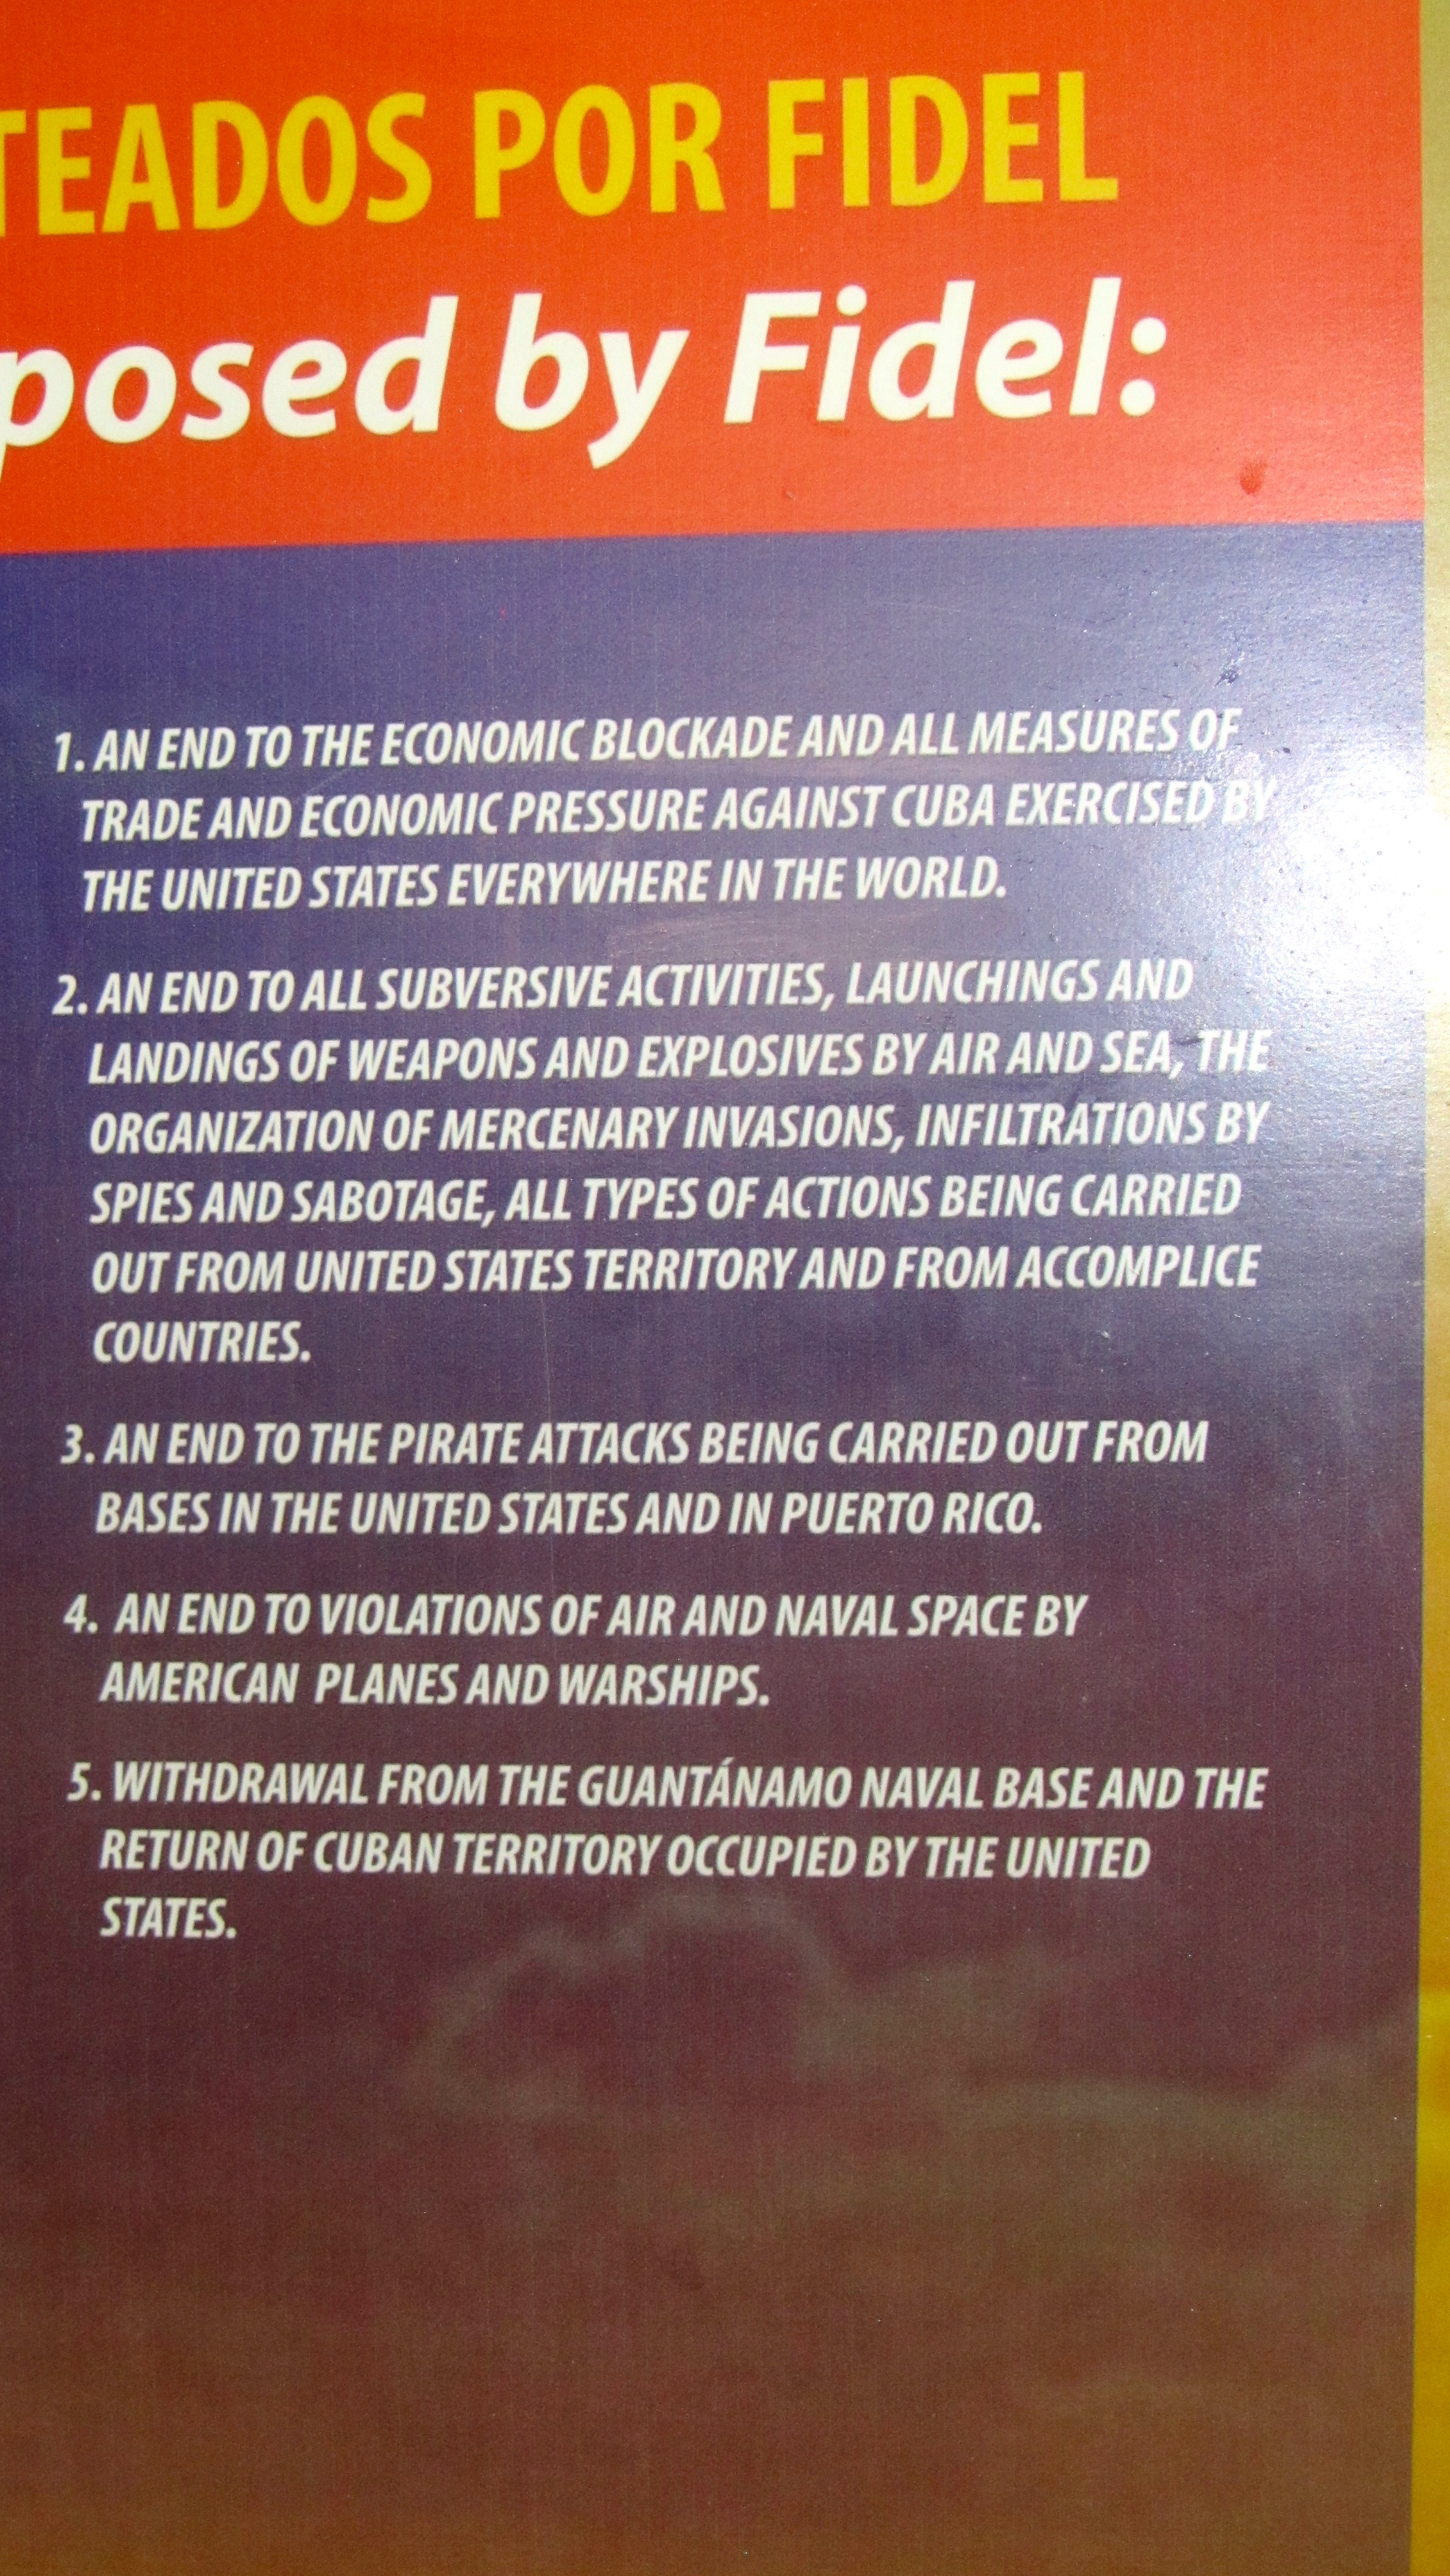 TEADOS POR FIDEL
posed by Fidel:
1. AN END TO THE ECONOMIC BLOCKADE AND ALL MEASURES OF
TRADE AND ECONOMIC PRESSURE AGAINST CUBA EXERCISED BY
THE UNITED STATES EVERYWHERE IN THE WORLD.
2. AN END TO ALL SUBVERSIVE ACTIVITIES, LAUNCHINGS AND
LANDINGS OF WEAPONS AND EXPLOSIVES BY AIR AND SEA, THE
ORGANIZATION OF MERCENARY INVASIONS, INFILTRATIONS BY
SPIES AND SABOTAGE, ALL TYPES OF ACTIONS BEING CARRIED
OUT FROM UNITED STATES TERRITORY AND FROM ACCOMPLICE
COUNTRIES.
3. AN END TO THE PIRATE ATTACKS BEING CARRIED OUT FROM
BASES IN THE UNITED STATES AND IN PUERTO RICO.
4. AN END TO VIOLATIONS OF AIR AND NAVAL SPACE BY
AMERICAN PLANES AND WARSHIPS.
5. WITHDRAWAL FROM THE GUANTÁNAMO NAVAL BASE AND THE
RETURN OF CUBAN TERRITORY OCCUPIED BY THE UNITED
STATES.